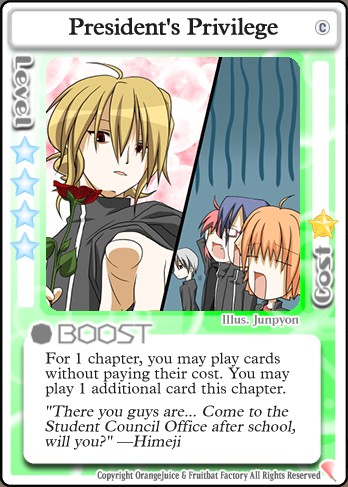 President's Privilege
C
Level
Cost
Illus. Junpyon
BOOST
For 1 chapter, you may play cards
without paying their cost. You may
play 1 additional card this chapter.
"There you guys are... Come to the
Student Council Office after school,
will you?" —Himeji
Copyright OrangeJuice & Fruitbat Factory All Rights Reserved